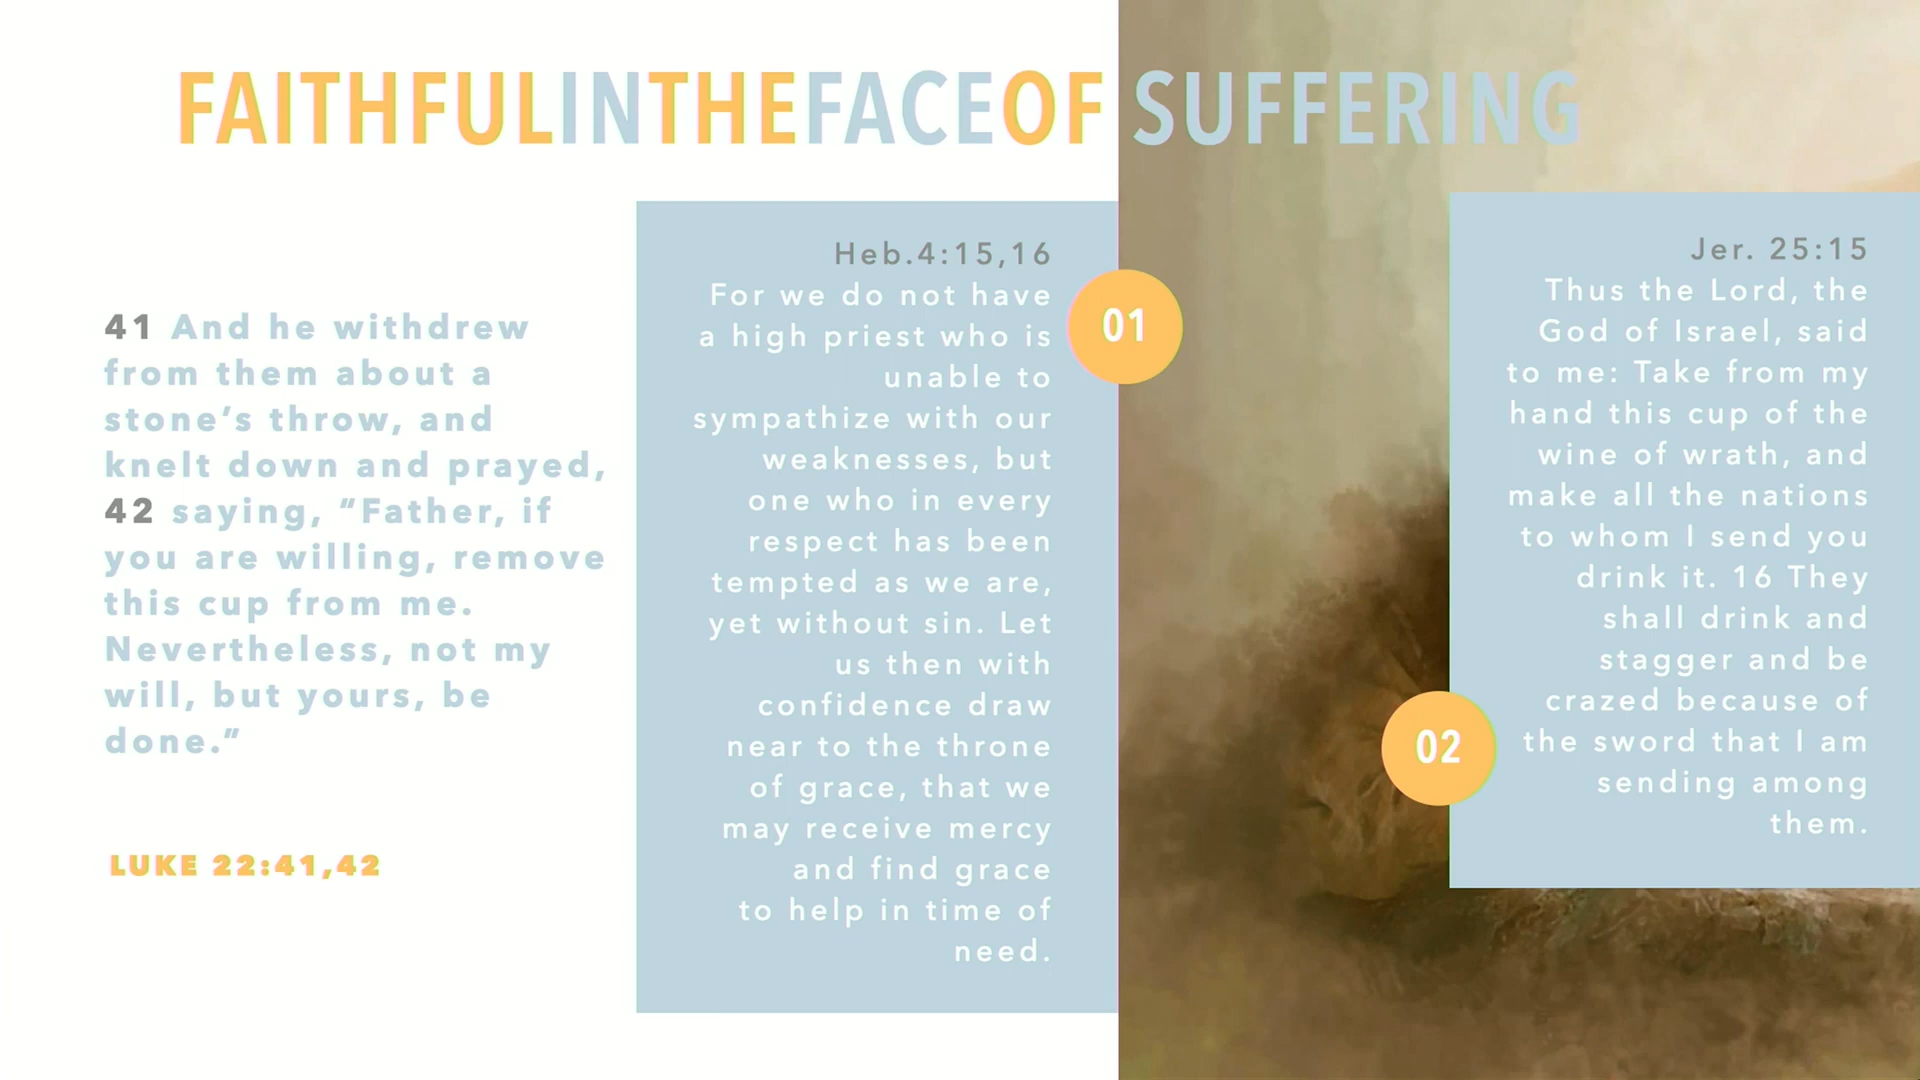 FAITHFULINTHEFACEOF SUFFERING
41 And he withdrew
from them about a
stone’s throw, and
knelt down and prayed,
42 saying, “Father, if
you are willing, remove
this cup from me.
Nevertheless, not my
will, but yours, be
done.”
LUKE 22:41,42
Heb.4:15,16
For we do not have
a high priest who is
unable to
sympathize with our
weaknesses, but
one who in every
respect has been
tempted as we are,
yet without sin. Let
us then with
confidence draw
near to the throne
of grace, that we
may receive mercy
and find grace
to help in time of
need.
01
Jer. 25:15
Thus the Lord, the
God of Israel, said
to me: Take from my
hand this cup of the
wine of wrath, and
make all the nations
to whom I send you
drink it. 16 They
shall drink and
stagger and be
crazed because of
the sword that I am
sending among
them.
02